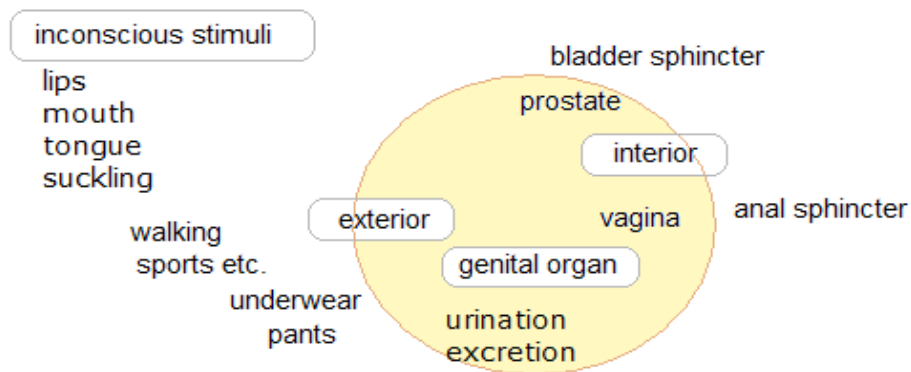 inconscious stimuli
lips
mouth
tongue
suckling
bladder sphincter
prostate
interior
exterior
vagina
anal sphincter
walking
sports etc.
genital organ
underwear
pants
urination
excretion